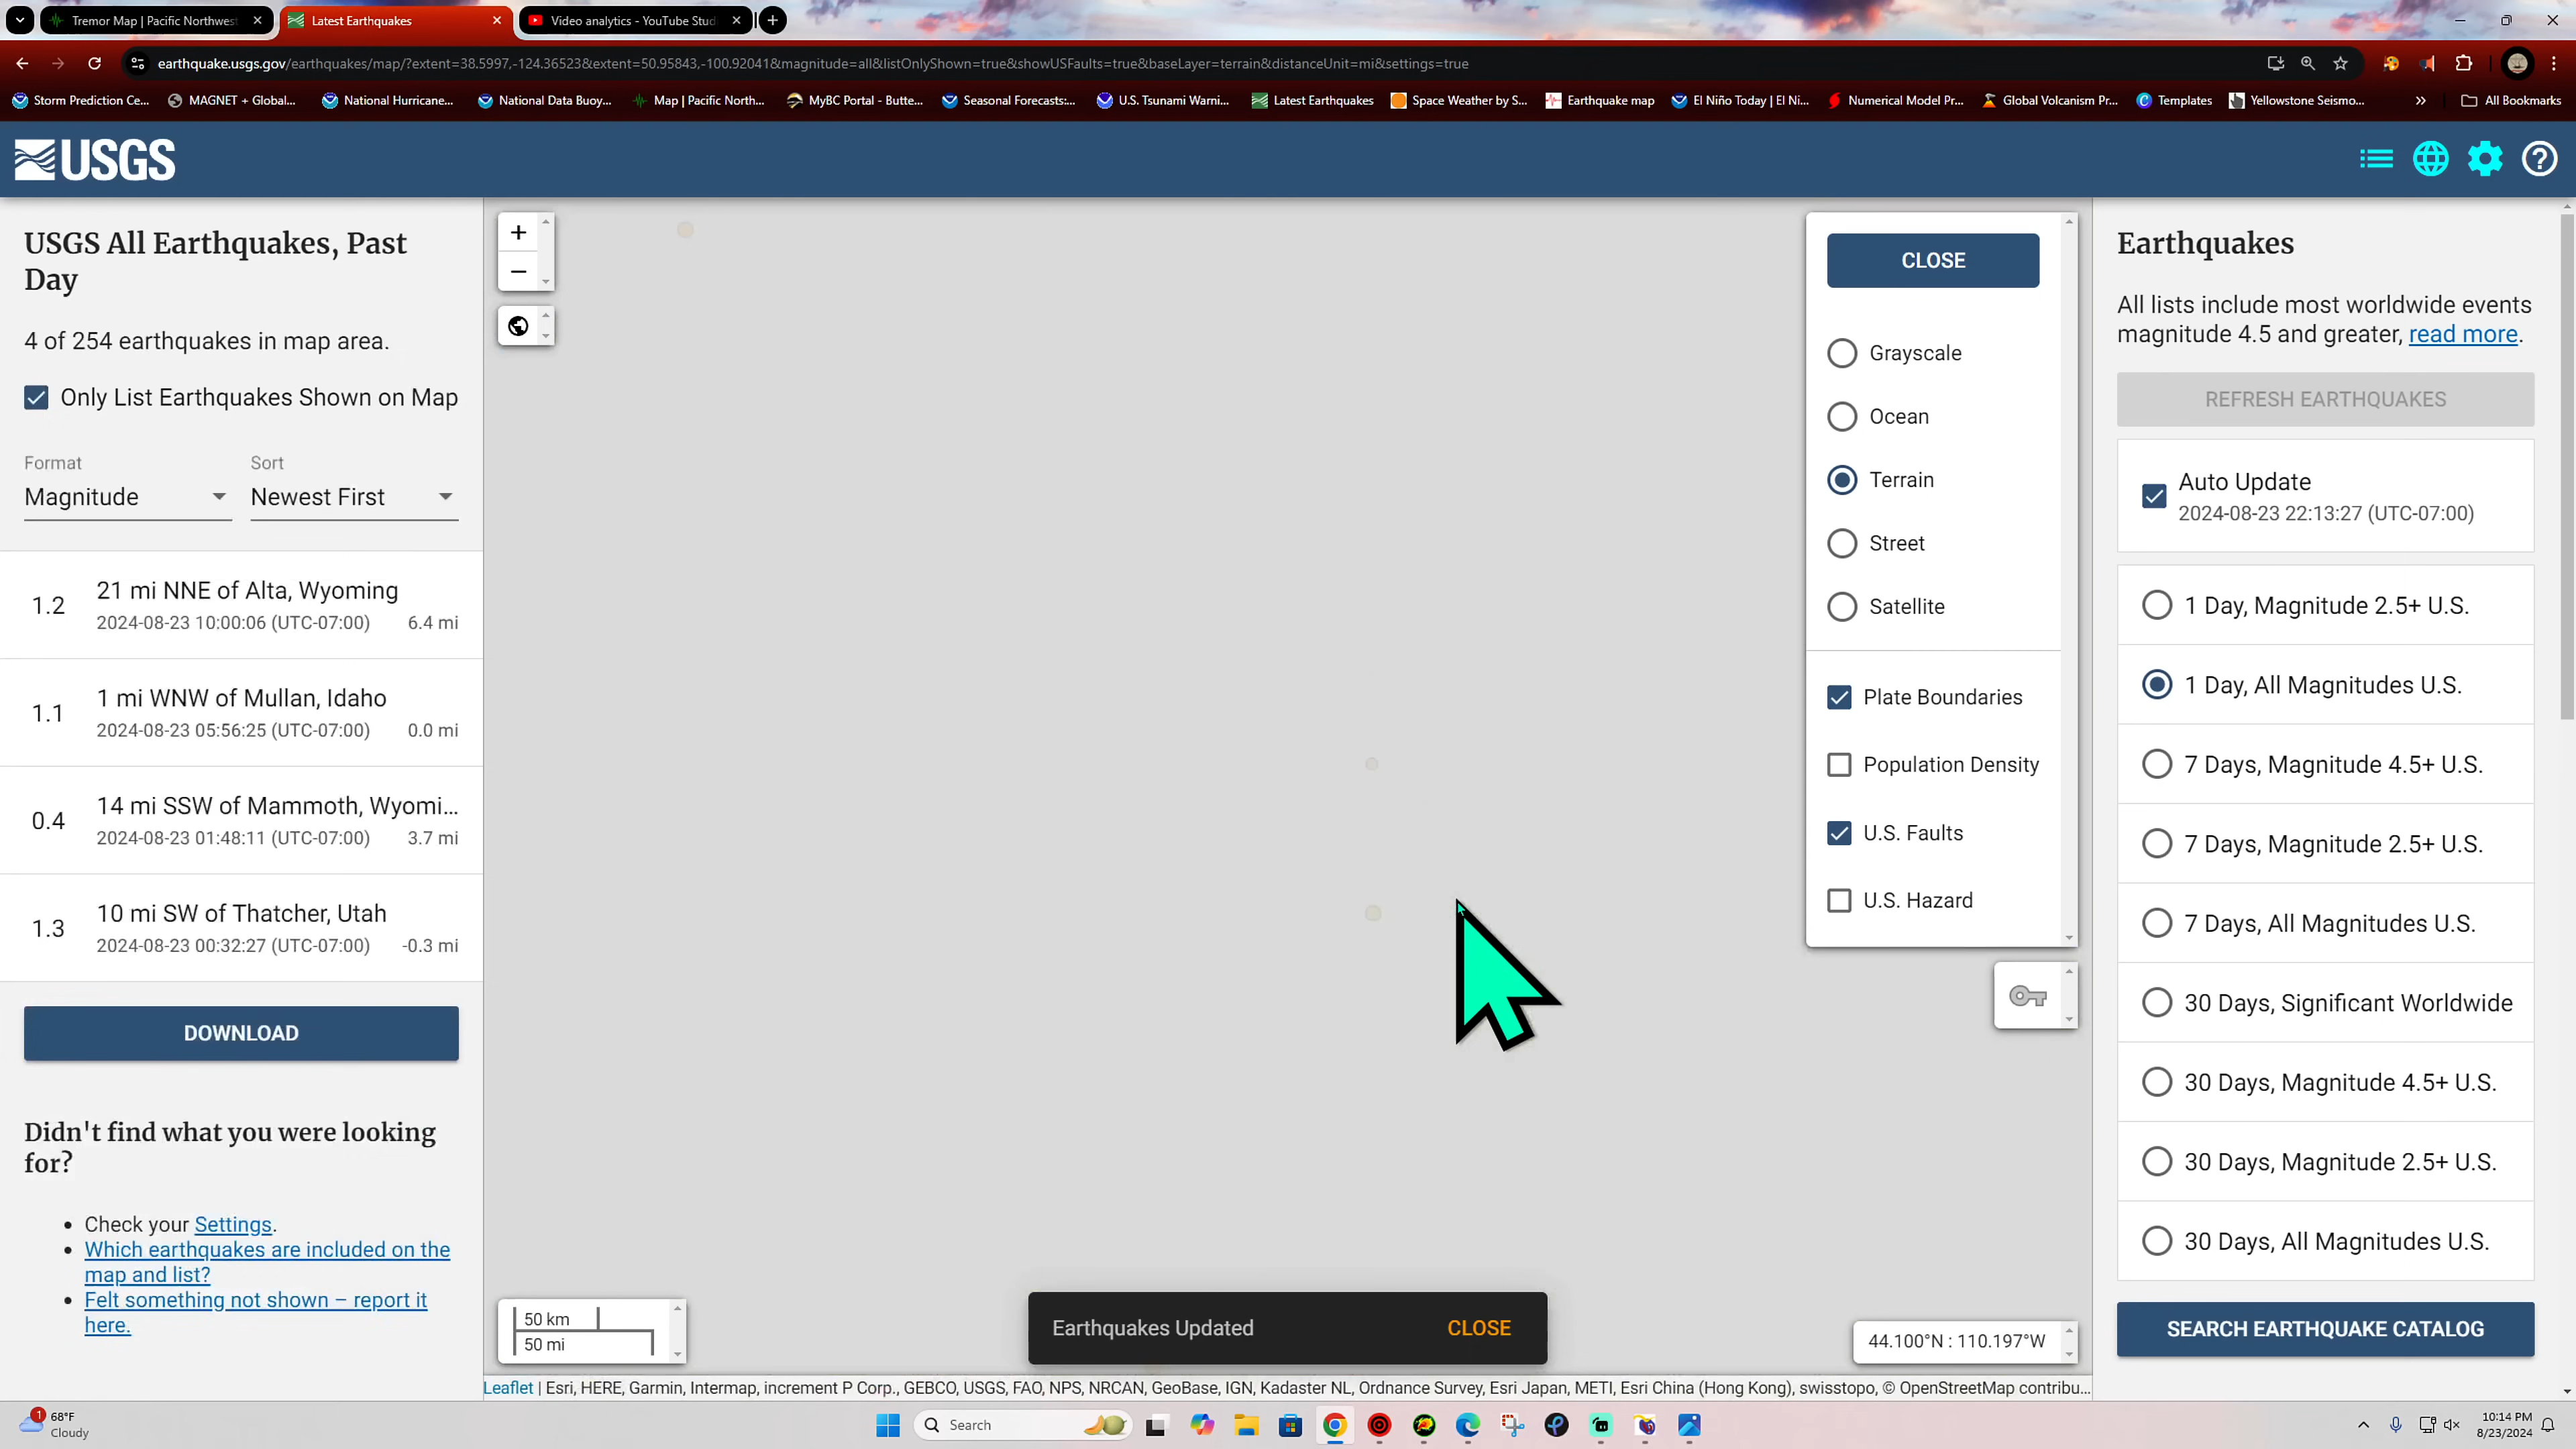 Tremor Map | Pacific Northwes
Latest Earthquakes
Video analytics - YouTube Stud
earthquake.usgs.gov/earthquakes/map/?extent=38.5997,-124.36523&extent=50.95843,-100.92041&magnitude=all&listOnlyShown=true&showUSFaults=true&baseLayer=terrain&distanceUnit=mi&settings=true
Storm Prediction Ce... MAGNET + Global... National Hurricane... National Data Buoy... Map | Pacific North... MyBC Portal - Butte... Seasonal Forecasts:... U.S. Tsunami Warni... Latest Earthquakes Space Weather by S... Earthquake map El Niño Today | El Ni... Numerical Model Pr... Global Volcanism Pr... Templates Yellowstone Seismo... » All Bookmarks
USGS
USGS All Earthquakes, Past
Day
4 of 254 earthquakes in map area.
Only List Earthquakes Shown on Map
Format Sort
Magnitude Newest First
1.2 21 mi NNE of Alta, Wyoming
2024-08-23 10:00:06 (UTC-07:00) 6.4 mi
1.1 1 mi WNW of Mullan, Idaho
2024-08-23 05:56:25 (UTC-07:00) 0.0 mi
0.4 14 mi SSW of Mammoth, Wyomi...
2024-08-23 01:48:11 (UTC-07:00) 3.7 mi
1.3 10 mi SW of Thatcher, Utah
2024-08-23 00:32:27 (UTC-07:00) -0.3 mi
DOWNLOAD
Didn't find what you were looking
for?
• Check your Settings.
• Which earthquakes are included on the
map and list?
• Felt something not shown – report it
here.
+
−
50 km
50 mi
Earthquakes Updated CLOSE
44.100°N : 110.197°W
Leaflet | Esri, HERE, Garmin, Intermap, increment P Corp., GEBCO, USGS, FAO, NPS, NRCAN, GeoBase, IGN, Kadaster NL, Ordnance Survey, Esri Japan, METI, Esri China (Hong Kong), swisstopo, © OpenStreetMap contribu...
CLOSE
Grayscale
Ocean
Terrain
Street
Satellite
Plate Boundaries
Population Density
U.S. Faults
U.S. Hazard
Earthquakes
All lists include most worldwide events
magnitude 4.5 and greater, read more.
REFRESH EARTHQUAKES
Auto Update
2024-08-23 22:13:27 (UTC-07:00)
1 Day, Magnitude 2.5+ U.S.
1 Day, All Magnitudes U.S.
7 Days, Magnitude 4.5+ U.S.
7 Days, Magnitude 2.5+ U.S.
7 Days, All Magnitudes U.S.
30 Days, Significant Worldwide
30 Days, Magnitude 4.5+ U.S.
30 Days, Magnitude 2.5+ U.S.
30 Days, All Magnitudes U.S.
SEARCH EARTHQUAKE CATALOG
1
68°F
Cloudy
Search
10:14 PM
8/23/2024